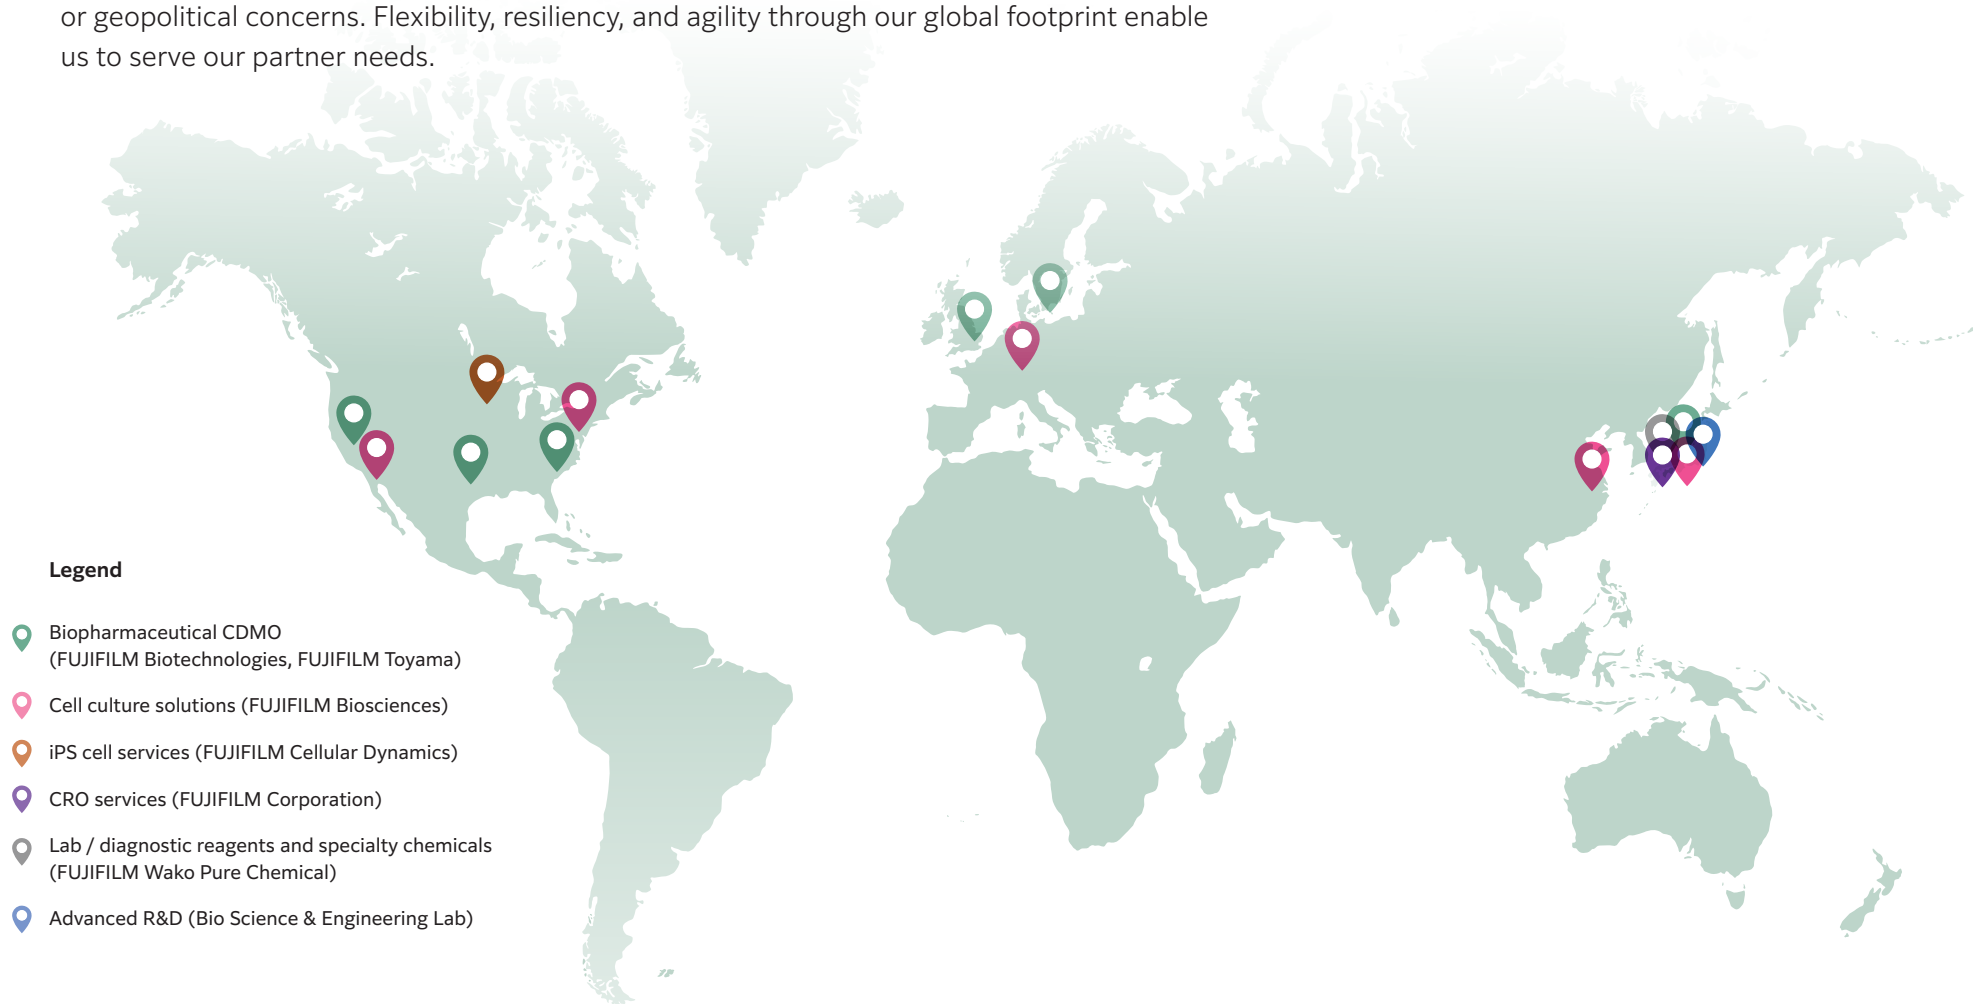 or geopolitical concerns. Flexibility, resiliency, and agility through our global footprint enable
us to serve our partner needs.
Legend
Biopharmaceutical CDMO
(FUJIFILM Biotechnologies, FUJIFILM Toyama)
Cell culture solutions (FUJIFILM Biosciences)
iPS cell services (FUJIFILM Cellular Dynamics)
CRO services (FUJIFILM Corporation)
Lab / diagnostic reagents and specialty chemicals
(FUJIFILM Wako Pure Chemical)
Advanced R&D (Bio Science & Engineering Lab)